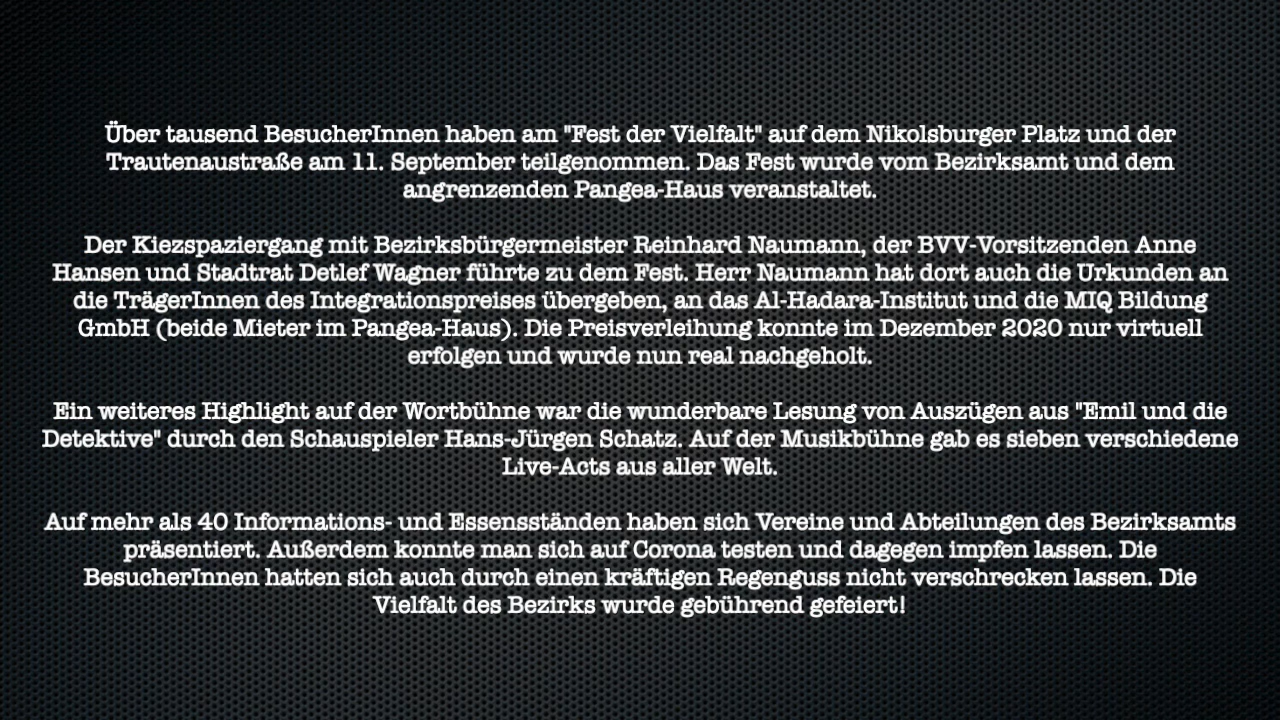 Über tausend BesucherInnen haben am "Fest der Vielfalt" auf dem Nikolsburger Platz und der
Trautenaustraße am 11. September teilgenommen. Das Fest wurde vom Bezirksamt und dem
angrenzenden Pangea-Haus veranstaltet.
Der Kiezspaziergang mit Bezirksbürgermeister Reinhard Naumann, der BVV-Vorsitzenden Anne
Hansen und Stadtrat Detlef Wagner führte zu dem Fest. Herr Naumann hat dort auch die Urkunden an
die TrägerInnen des Integrationspreises übergeben, an das Al-Hadara-Institut und die MIQ Bildung
GmbH (beide Mieter im Pangea-Haus). Die Preisverleihung konnte im Dezember 2020 nur virtuell
erfolgen und wurde nun real nachgeholt.
Ein weiteres Highlight auf der Wortbühne war die wunderbare Lesung von Auszügen aus "Emil und die
Detektive" durch den Schauspieler Hans-Jürgen Schatz. Auf der Musikbühne gab es sieben verschiedene
Live-Acts aus aller Welt.
Auf mehr als 40 Informations- und Essensständen haben sich Vereine und Abteilungen des Bezirksamts
präsentiert. Außerdem konnte man sich auf Corona testen und dagegen impfen lassen. Die
BesucherInnen hatten sich auch durch einen kräftigen Regenguss nicht verschrecken lassen. Die
Vielfalt des Bezirks wurde gebührend gefeiert!